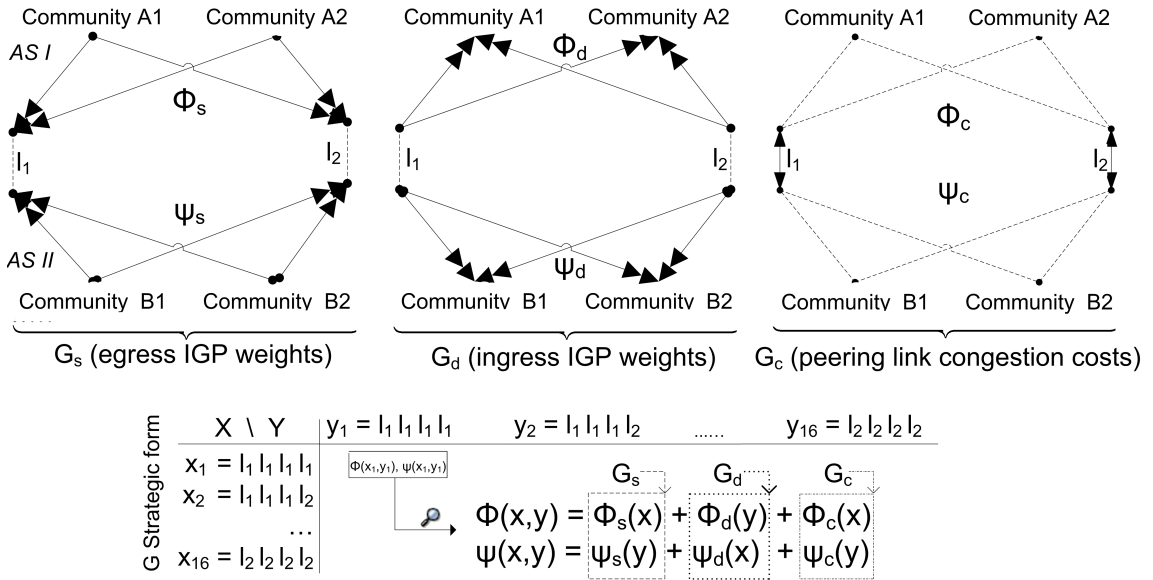 Community A1 Community A2 Community A1 Community A2 Community A1 Community A2
AS I
Φd
Φs Φc
l1 l2 l1 l2 l1 l2
ψs ψc
AS II
ψd
Community B1 Community B2 Community B1 Community B2 Community B1 Community B2
Gs (egress IGP weights) Gd (ingress IGP weights) Gc (peering link congestion costs)
G Strategic form
X \ Y y1 = l1 l1 l1 l1 y2 = l1 l1 l1 l2 ...... y16 = l2 l2 l2 l2
x1 = l1 l1 l1 l1 Φ(x1,y1), ψ(x1,y1)
x2 = l1 l1 l1 l2
...
x16 = l2 l2 l2 l2
Gs Gd Gc
Φ(x,y) = Φs(x) + Φd(y) + Φc(x)
ψ(x,y) = ψs(y) + ψd(x) + ψc(y)